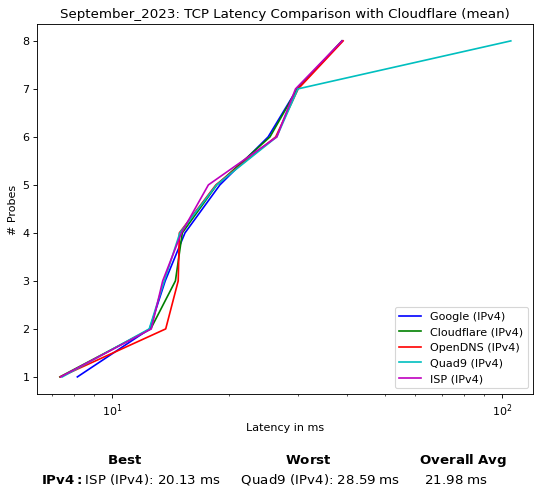 September_2023: TCP Latency Comparison with Cloudflare (mean)
8
7
6
5
4
3
2
1
# Probes
Google (IPv4)
Cloudflare (IPv4)
OpenDNS (IPv4)
Quad9 (IPv4)
ISP (IPv4)
10¹ 10²
Latency in ms
Best Worst Overall Avg
IPv4: ISP (IPv4): 20.13 ms Quad9 (IPv4): 28.59 ms 21.98 ms